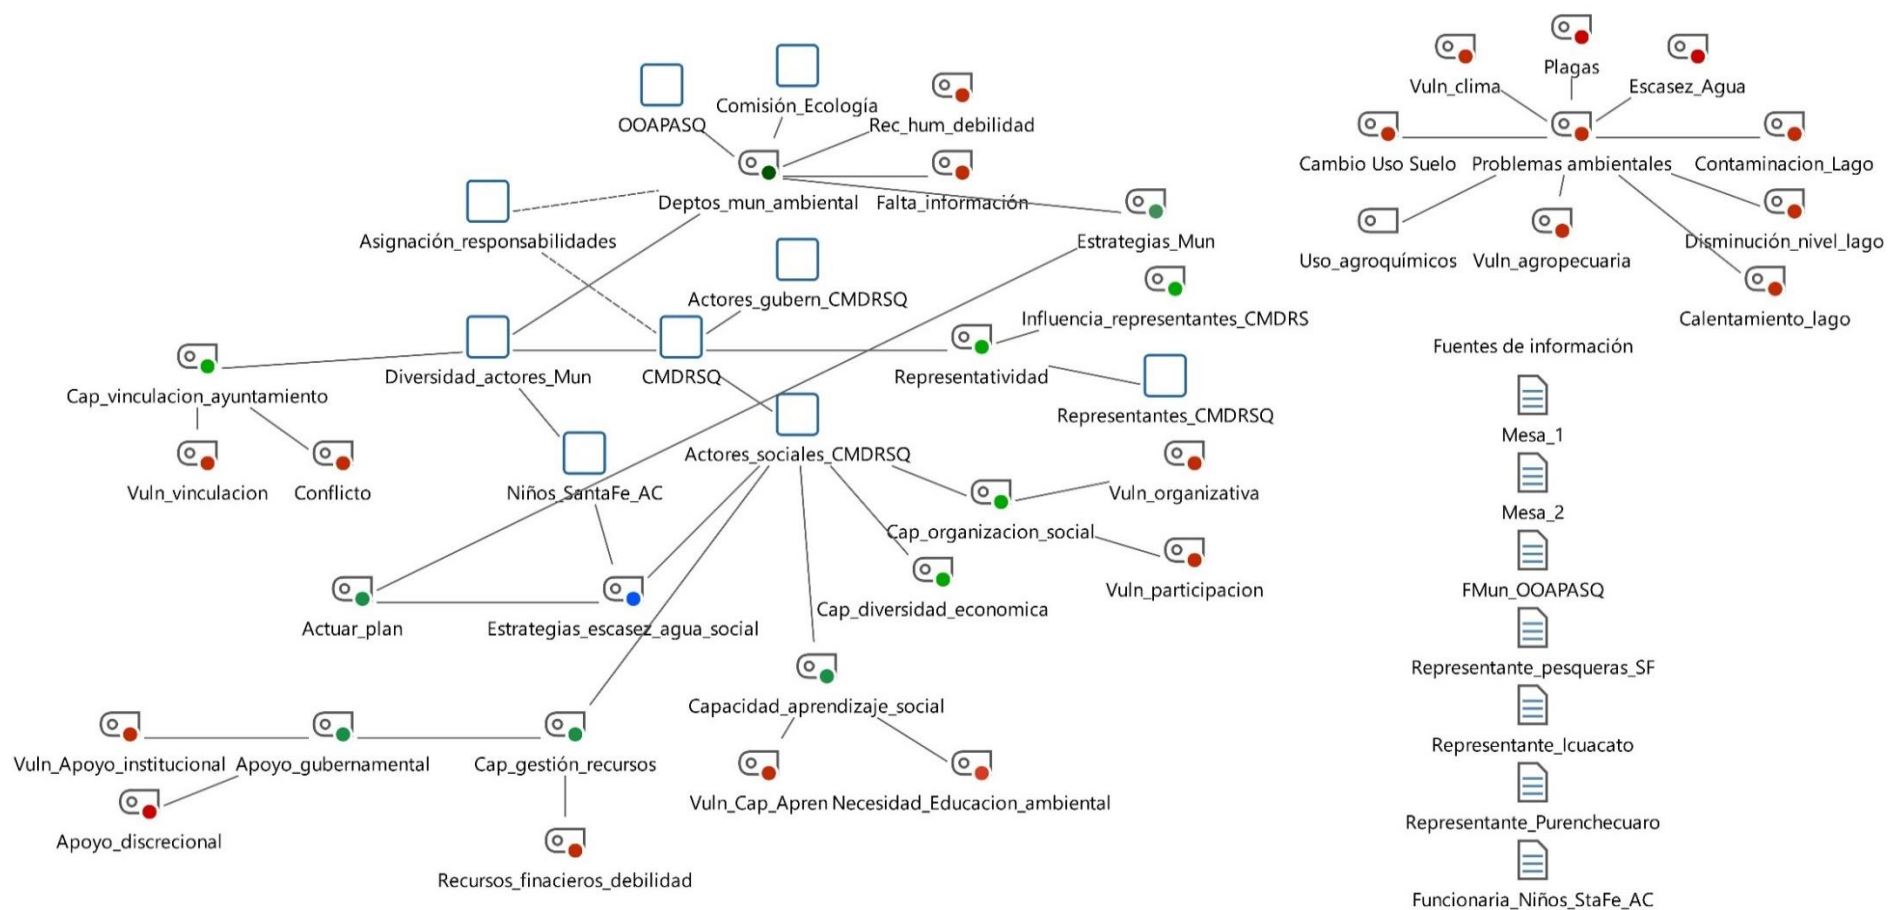 Plagas
Vuln_clima
Escasez_Agua
Comisión_Ecología
OOAPASQ
Rec_hum_debilidad
Cambio Uso Suelo
Problemas ambientales
Contaminacion_Lago
Deptos_mun_ambiental
Falta_información
Asignación_responsabilidades
Estrategias_Mun
Disminución_nivel_lago
Uso_agroquímicos
Vuln_agropecuaria
Actores_gubern_CMDRSQ
Influencia_representantes_CMDRS
Calentamiento_lago
Fuentes de información
Diversidad_actores_Mun
CMDRSQ
Representatividad
Cap_vinculacion_ayuntamiento
Representantes_CMDRSQ
Mesa_1
Actores_sociales_CMDRSQ
Vuln_vinculacion
Conflicto
Niños_SantaFe_AC
Vuln_organizativa
Mesa_2
Cap_organizacion_social
Vuln_participacion
FMun_OOAPASQ
Cap_diversidad_economica
Actuar_plan
Estrategias_escasez_agua_social
Representante_pesqueras_SF
Capacidad_aprendizaje_social
Representante_Icuacato
Vuln_Apoyo_institucional
Apoyo_gubernamental
Cap_gestión_recursos
Vuln_Cap_Apren
Necesidad_Educacion_ambiental
Representante_Purenchecuaro
Apoyo_discrecional
Recursos_finacieros_debilidad
Funcionaria_Niños_StaFe_AC